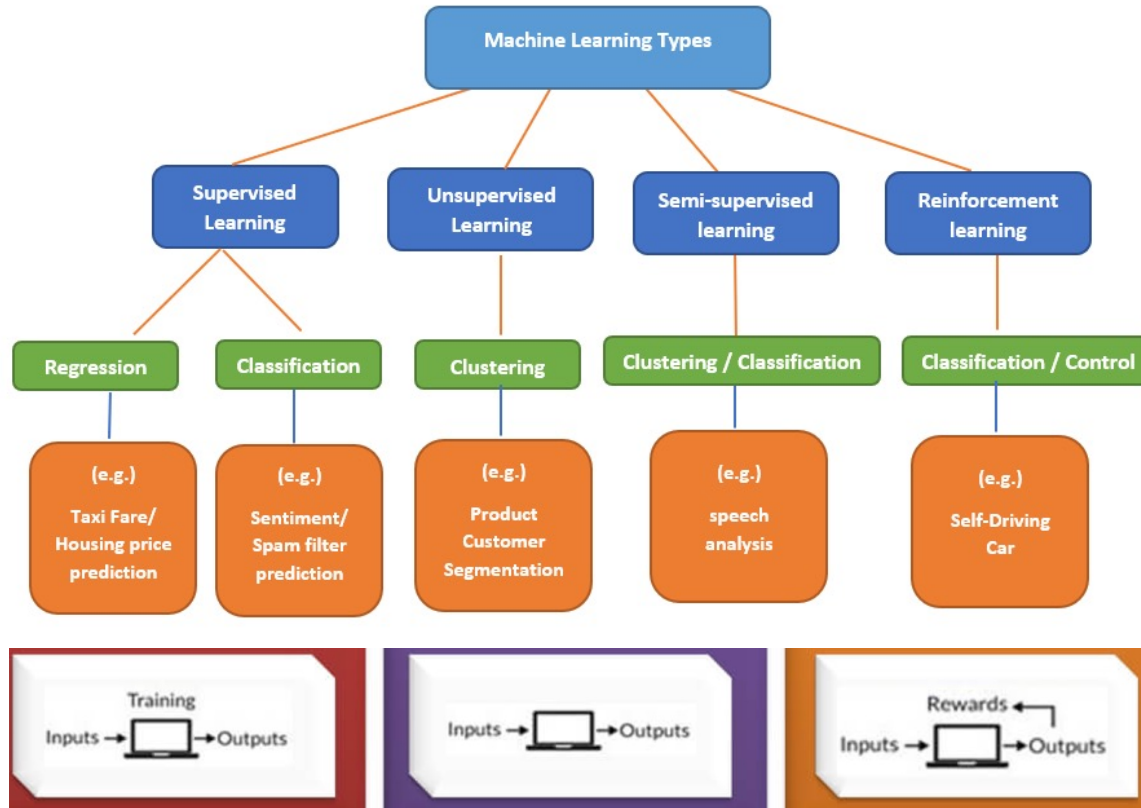 Machine Learning Types
Supervised
Learning
Unsupervised
Learning
Semi-supervised
learning
Reinforcement
learning
Regression
Classification
Clustering
Clustering / Classification
Classification / Control
(e.g.)
Taxi Fare/
Housing price
prediction
(e.g.)
Sentiment/
Spam filter
prediction
(e.g.)
Product
Customer
Segmentation
(e.g.)
speech
analysis
(e.g.)
Self-Driving
Car
Training
Inputs Outputs
Inputs Outputs
Rewards
Inputs Outputs